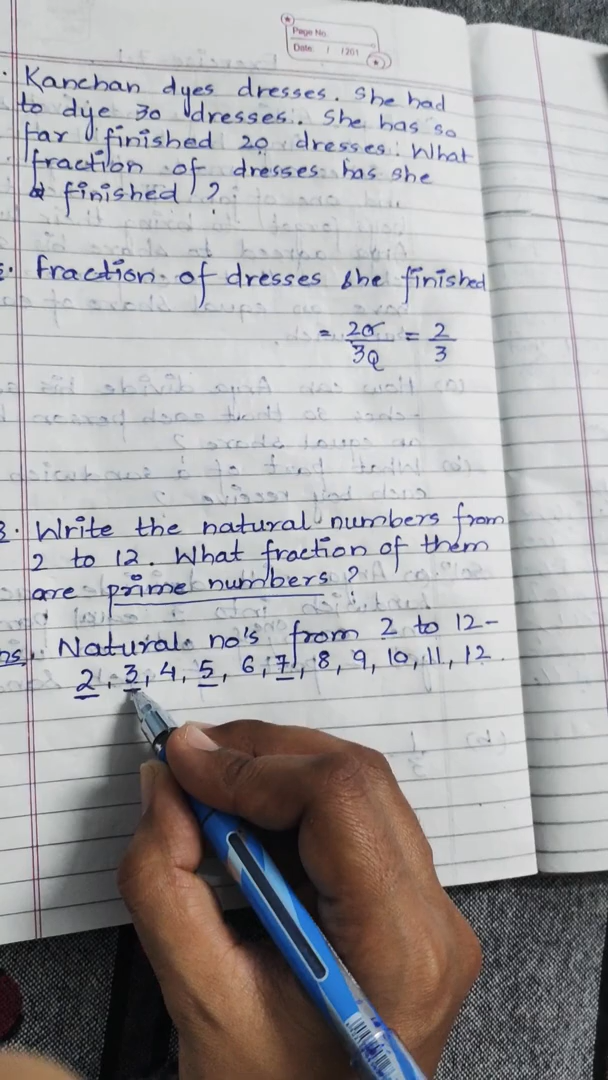 Page No.
Date / /201
Kanchan dyes dresses. She had
to dye 30 dresses. She has so
far finished 20 dresses. What
fraction of dresses has she
finished ?
fraction of dresses she finished
= 20/30 = 2/3
3. Write the natural numbers from
2 to 12. What fraction of them
are prime numbers ?
Ans. Natural no's from 2 to 12-
2, 3, 4, 5, 6, 7, 8, 9, 10, 11, 12.